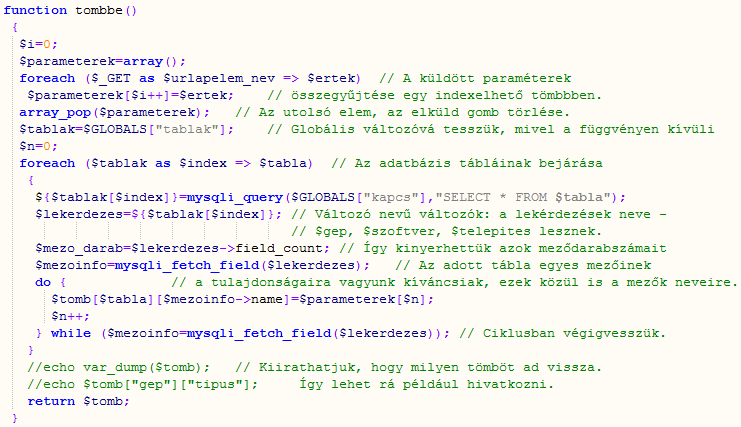 function tombbe()
{
$i=0;
$parameterek=array();
foreach ($_GET as $urlapelem_nev => $ertek)  // A küldött paraméterek
$parameterek[$i++]=$ertek;    // összegyűjtése egy indexelhető tömbbben.
array_pop($parameterek);   // Az utolsó elem, az elküld gomb törlése.
$tablak=$GLOBALS["tablak"];    // Globális változóvá tesszük, mivel a függvényen kívüli
$n=0;
foreach ($tablak as $index => $tabla)  // Az adatbázis tábláinak bejárása
{
${$tablak[$index]}=mysqli_query($GLOBALS["kapcs"],"SELECT * FROM $tabla");
$lekerdezes=${$tablak[$index]}; // Változó nevű változók: a lekérdezések neve –
// $gep, $szoftver, $telepites lesznek.
$mezo_darab=$lekerdezes->field_count; // Így kinyerhettük azok meződarabszámait
$mezoinfo=mysqli_fetch_field($lekerdezes);   // Az adott tábla egyes mezőinek
do {             // a tulajdonságaira vagyunk kíváncsiak, ezek közül is a mezők neveire.
$tomb[$tabla][$mezoinfo->name]=$parameterek[$n];
$n++;
} while ($mezoinfo=mysqli_fetch_field($lekerdezes)); // Ciklusban végigvesszük.
}
//echo var_dump($tomb);   // Kiirathatjuk, hogy milyen tömböt ad vissza.
//echo $tomb["gep"]["tipus"];     Így lehet rá például hivatkozni.
return $tomb;
}